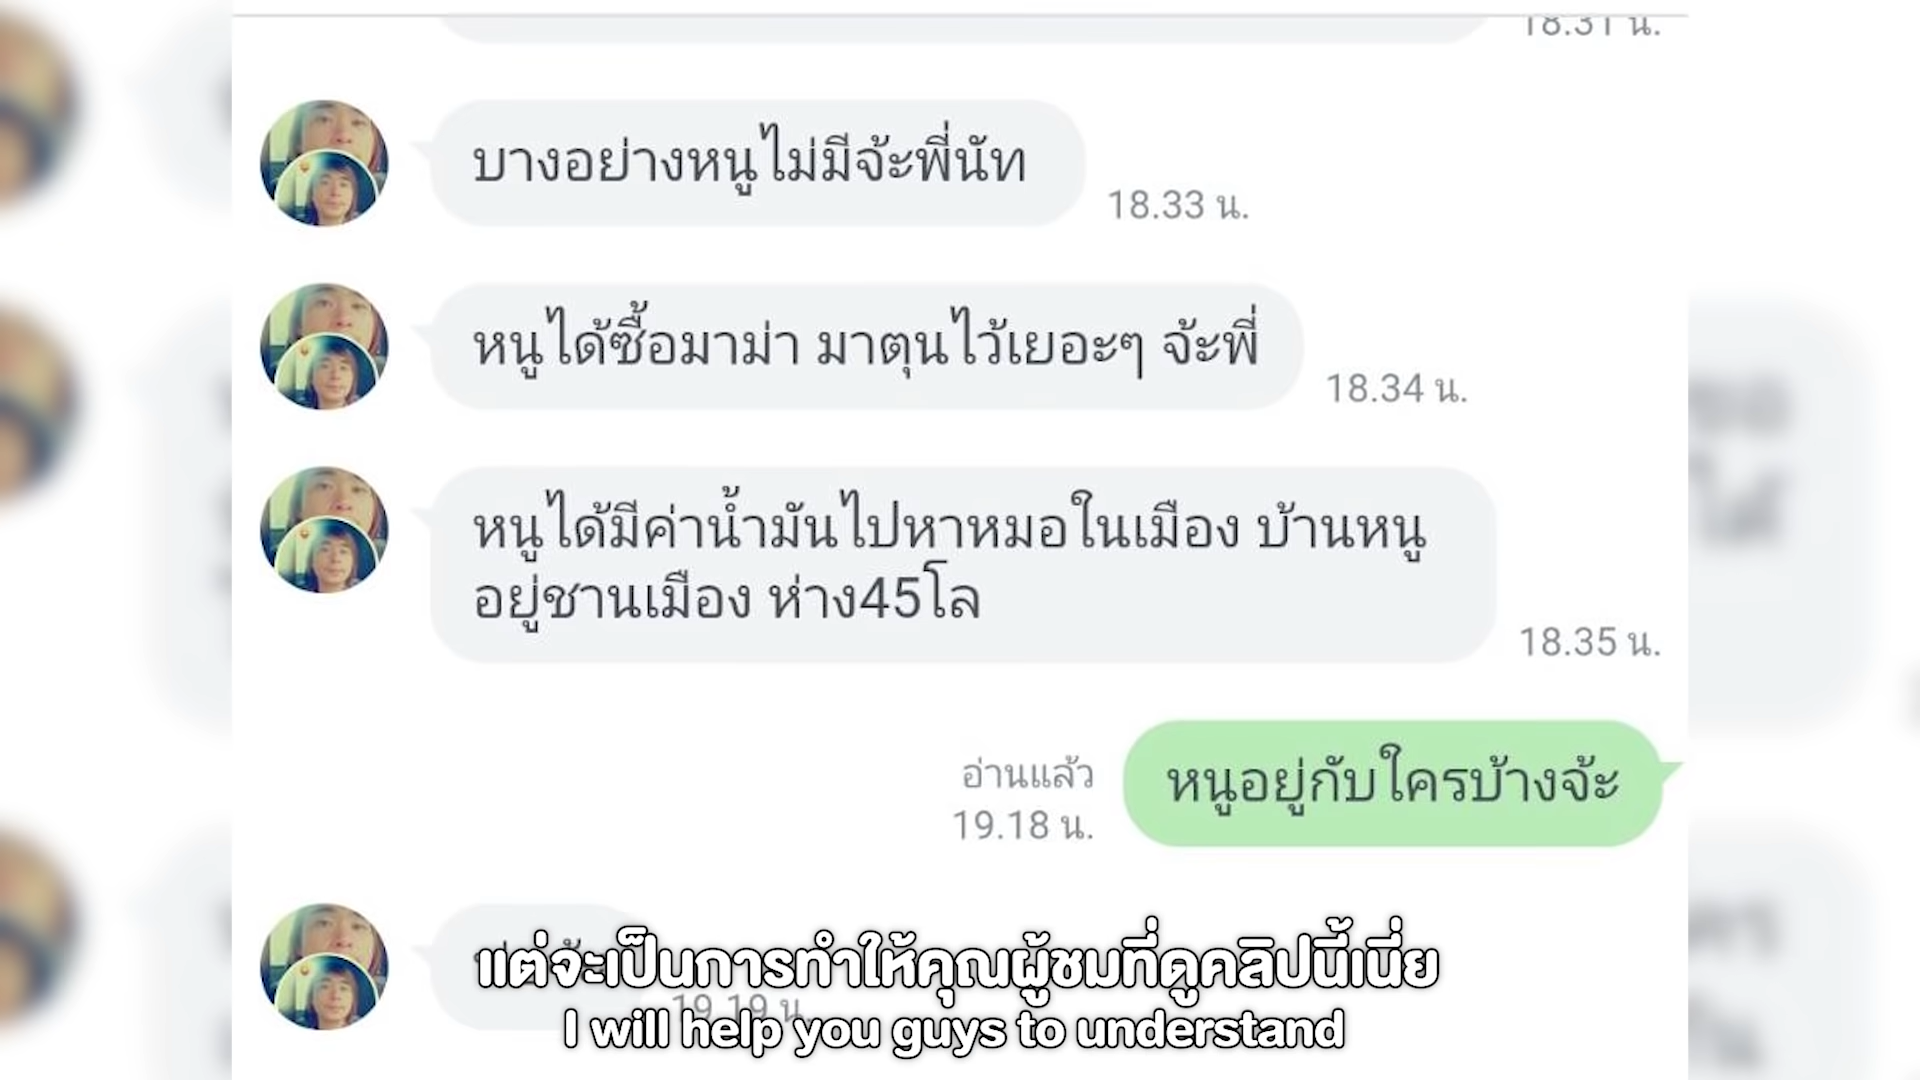 18.31 น.
บางอย่างหนูไม่มีจ้ะพี่นัท
18.33 น.
หนูได้ซื้อมาม่า มาตุนไว้เยอะๆ จ้ะพี่
18.34 น.
หนูได้มีค่าน้ำมันไปหาหมอในเมือง บ้านหนู
อยู่ชานเมือง ห่าง45โล
18.35 น.
หนูอยู่กับใครบ้างจ้ะ
อ่านแล้ว
19.18 น.
19.19 น.
แต่จะเป็นการทำให้คุณผู้ชมที่ดูคลิปนี้เนี่ย
I will help you guys to understand